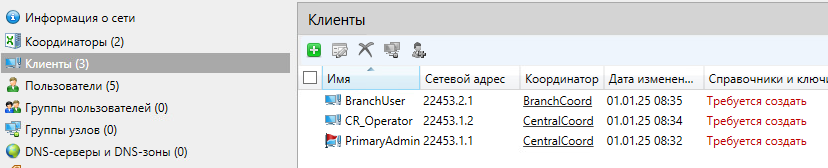 Информация о сети
Координаторы (2)
Клиенты (3)
Пользователи (5)
Группы пользователей (0)
Группы узлов (0)
DNS-серверы и DNS-зоны (0)
Клиенты
Имя Сетевой адрес Координатор Дата изменен... Справочники и ключи
BranchUser 22453.2.1 BranchCoord 01.01.25 08:35 Требуется создать
CR_Operator 22453.1.2 CentralCoord 01.01.25 08:34 Требуется создать
PrimaryAdmin 22453.1.1 CentralCoord 01.01.25 08:32 Требуется создать